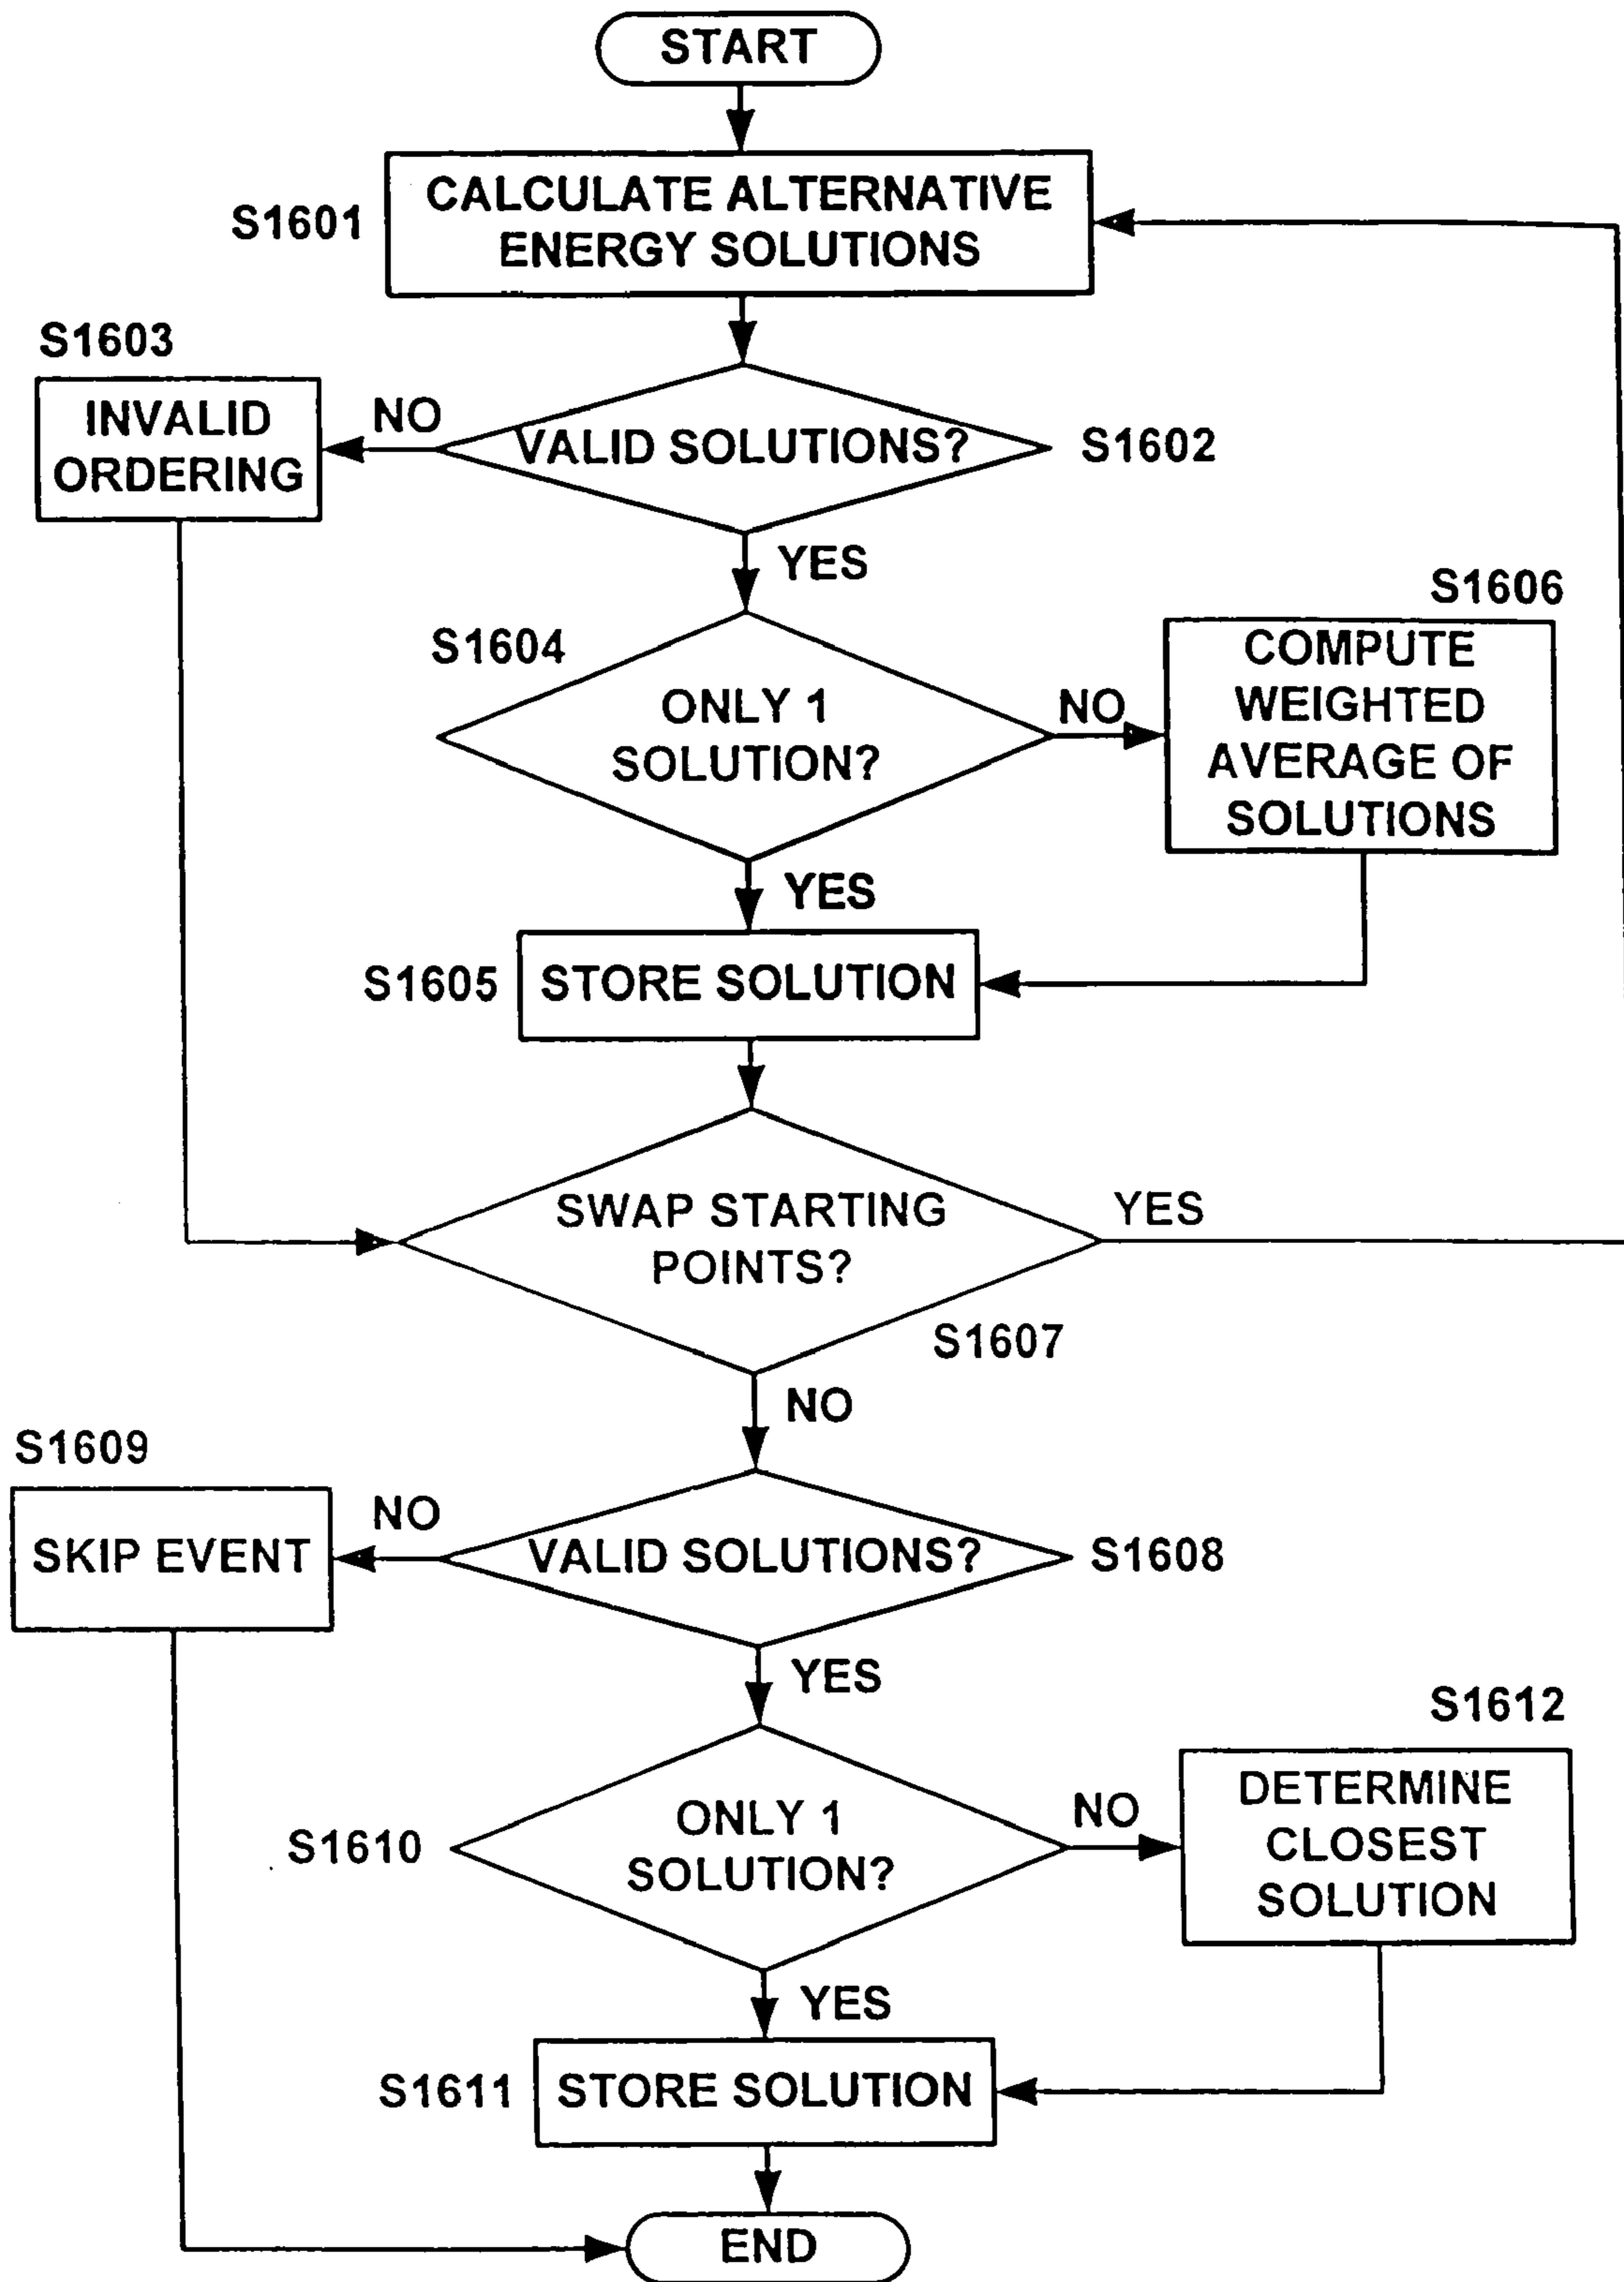 START
S1601
CALCULATE ALTERNATIVE
ENERGY SOLUTIONS
S1603
INVALID
ORDERING
NO
VALID SOLUTIONS?
S1602
YES
S1606
S1604
ONLY 1
SOLUTION?
NO
COMPUTE
WEIGHTED
AVERAGE OF
SOLUTIONS
YES
S1605
STORE SOLUTION
SWAP STARTING
POINTS?
YES
S1607
NO
S1609
SKIP EVENT
NO
VALID SOLUTIONS?
S1608
YES
S1612
S1610
ONLY 1
SOLUTION?
NO
DETERMINE
CLOSEST
SOLUTION
YES
S1611
STORE SOLUTION
END